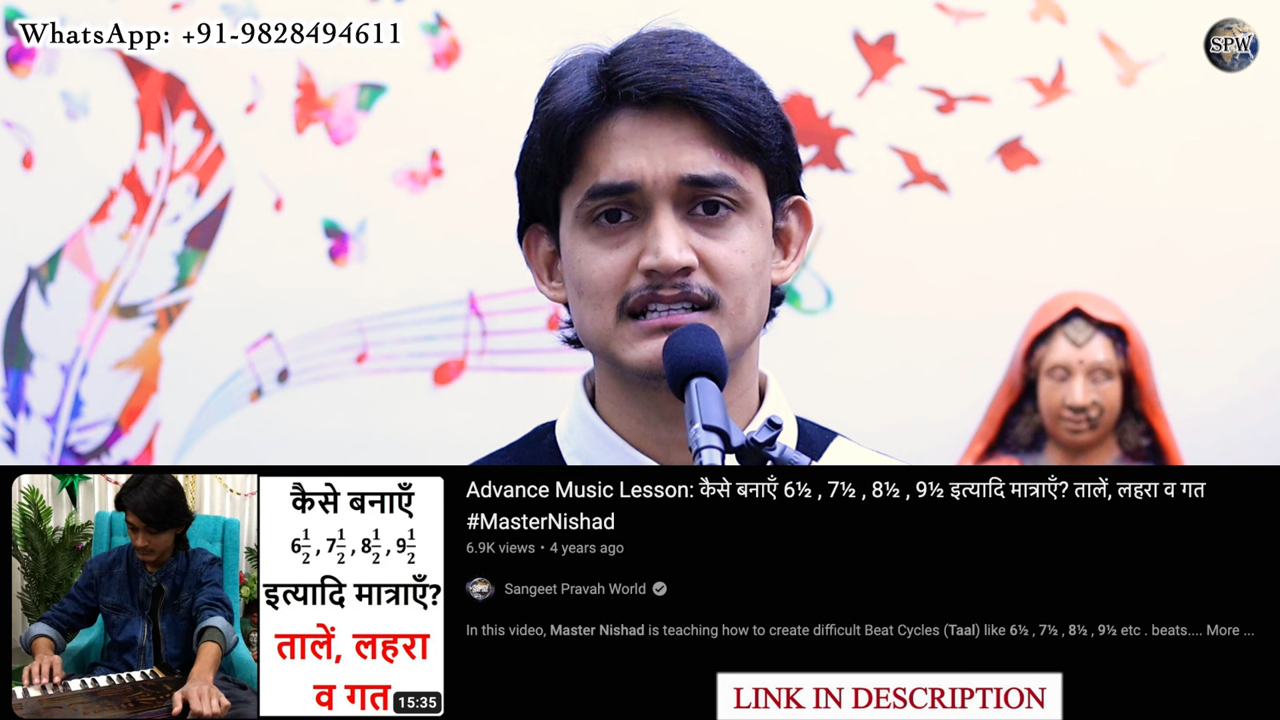 WhatsApp: +91-9828494611
SPW
कैसे बनाएँ
6½, 7½, 8½, 9½
इत्यादि मात्राएँ?
तालें, लहरा
व गत
15:35
Advance Music Lesson: कैसे बनाएँ 6½ , 7½ , 8½ , 9½ इत्यादि मात्राएँ? तालें, लहरा व गत
#MasterNishad
6.9K views • 4 years ago
Sangeet Pravah World
In this video, Master Nishad is teaching how to create difficult Beat Cycles (Taal) like 6½ , 7½ , 8½ , 9½ etc . beats.... More ...
LINK IN DESCRIPTION